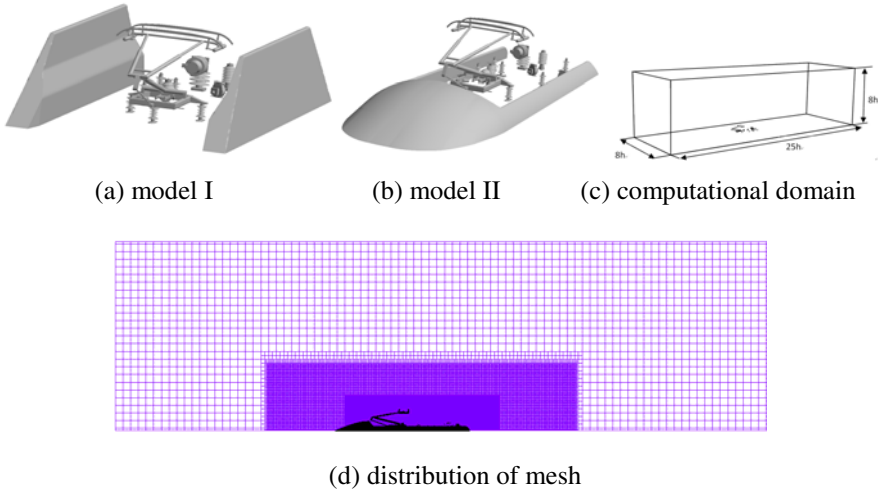 8h
8h.
25h.
(a) model I
(b) model II
(c) computational domain
(d) distribution of mesh